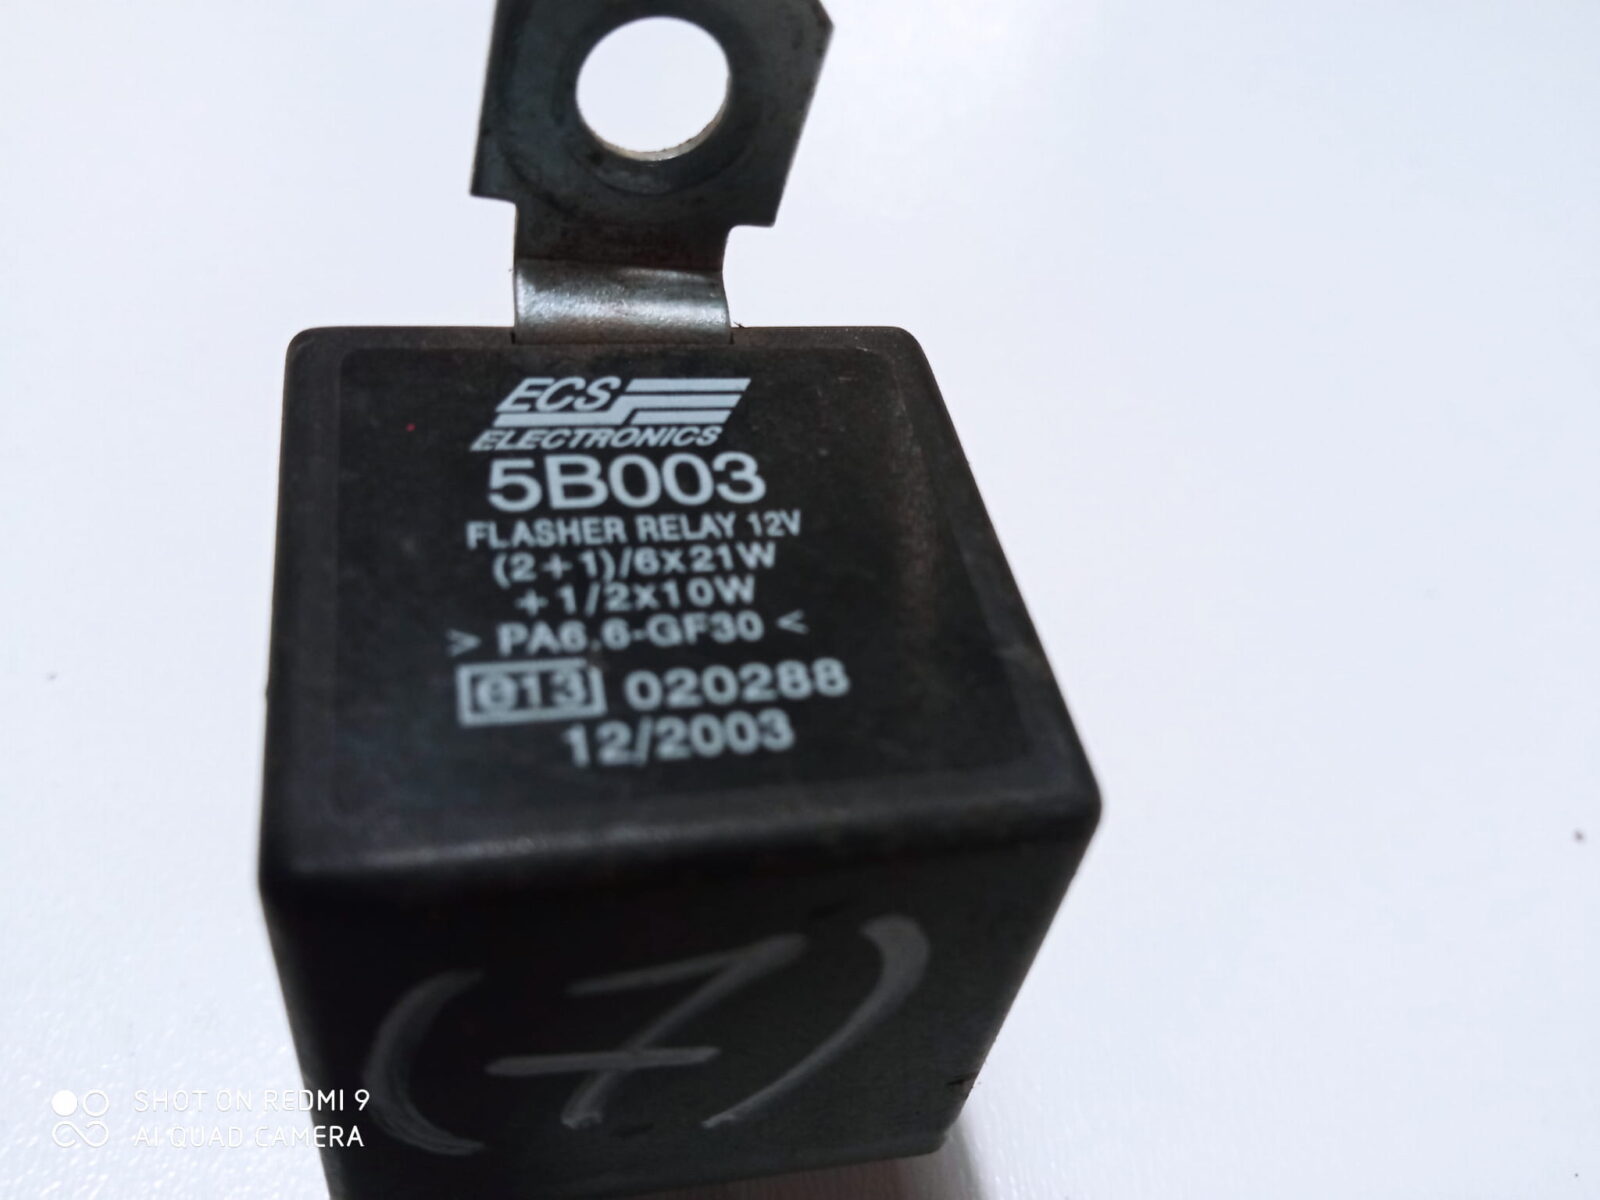 ECS
ELECTRONICS
5B003
FLASHER RELAY 12V
(2+1)/6x21W
+1/2x10W
> PA6.6-GF30 <
e13 020288
12/2003
(7)
SHOT ON REDMI 9
AI QUAD CAMERA